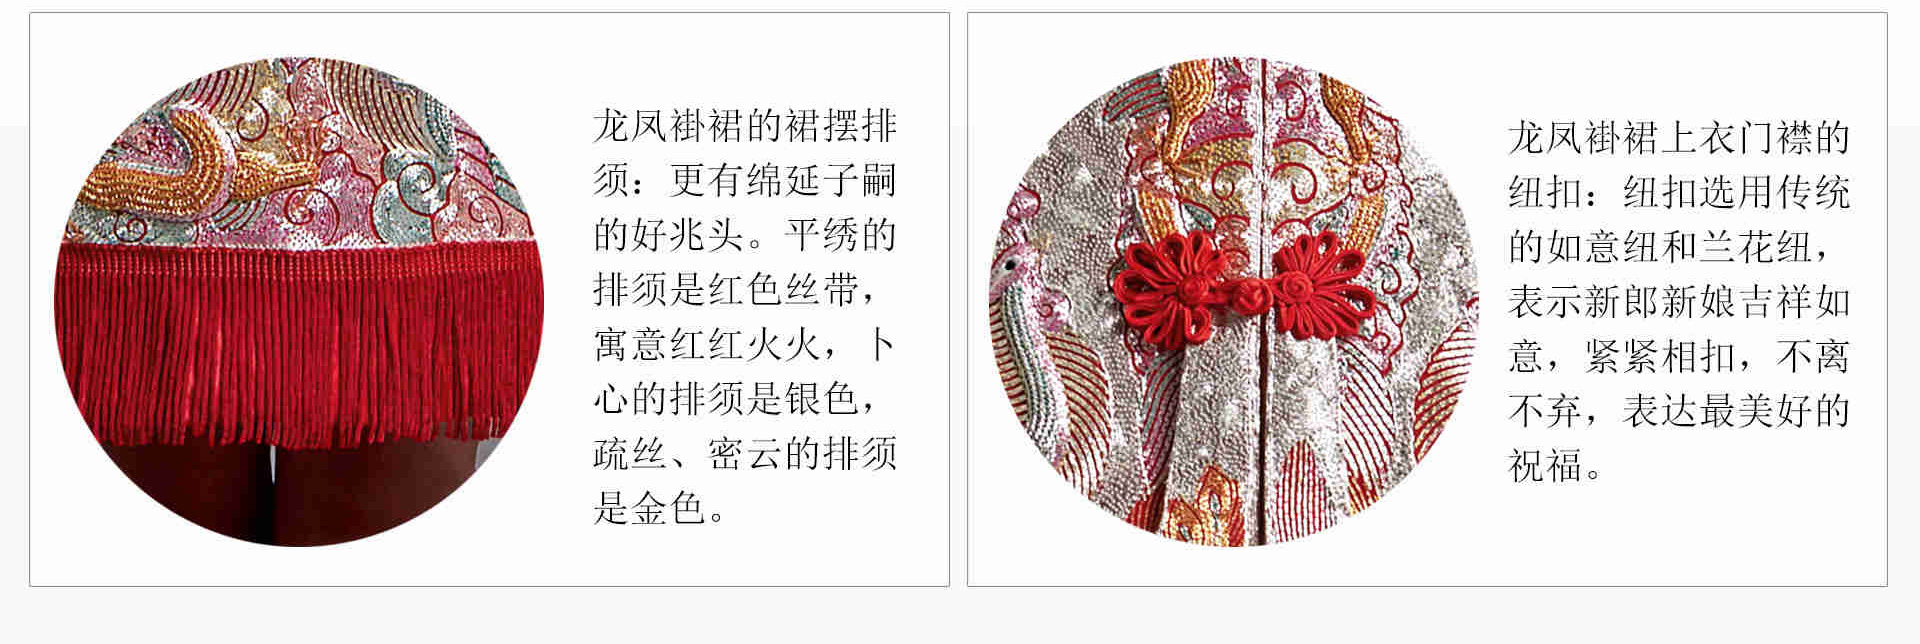 龙凤褂裙的裙摆排
须：更有绵延子嗣
的好兆头。平绣的
排须是红色丝带，
寓意红红火火，卜
心的排须是银色，
疏丝、密云的排须
是金色。
龙凤褂裙上衣门襟的
纽扣：纽扣选用传统
的如意纽和兰花纽，
表示新郎新娘吉祥如
意，紧紧相扣，不离
不弃，表达最美好的
祝福。